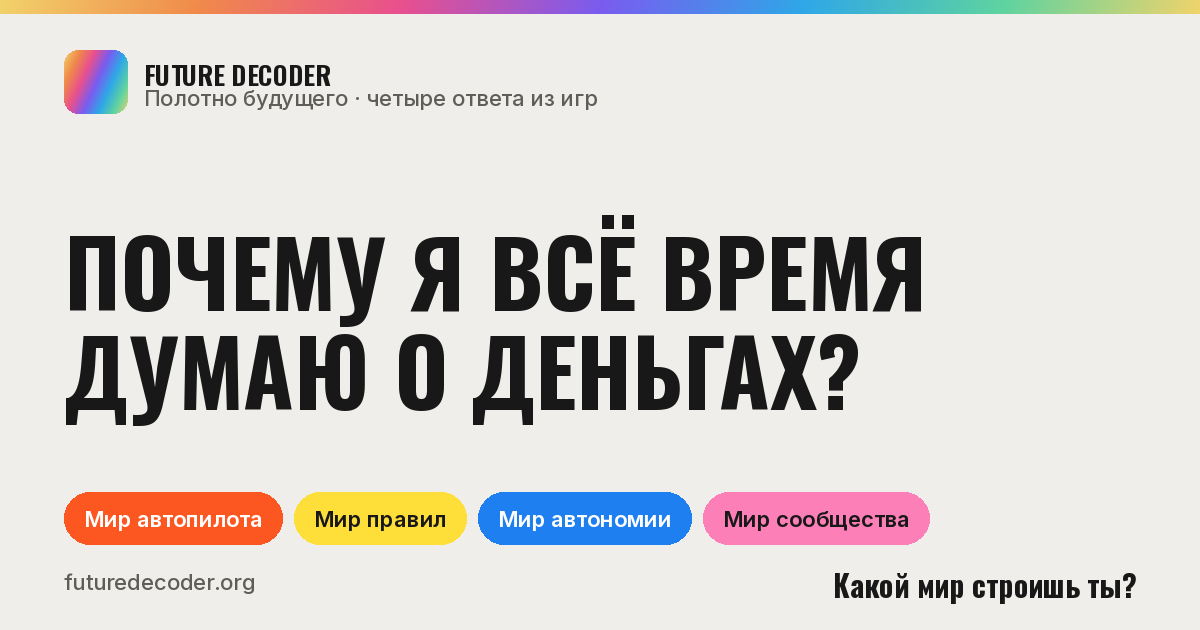 FUTURE DECODER
Полотно будущего · четыре ответа из игр
ПОЧЕМУ Я ВСЁ ВРЕМЯ
ДУМАЮ О ДЕНЬГАХ?
Мир автопилота Мир правил Мир автономии Мир сообщества
futuredecoder.org
Какой мир строишь ты?